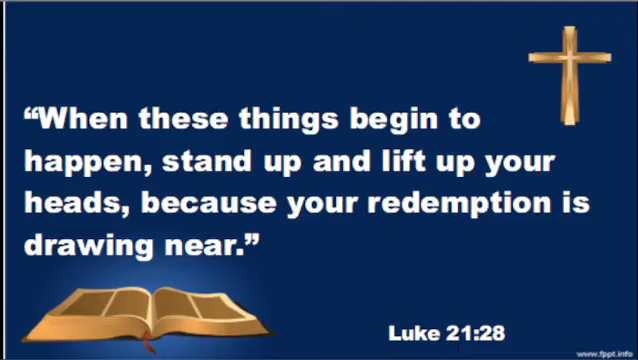 “When these things begin to
happen, stand up and lift up your
heads, because your redemption is
drawing near.”
Luke 21:28
www.fppt.info